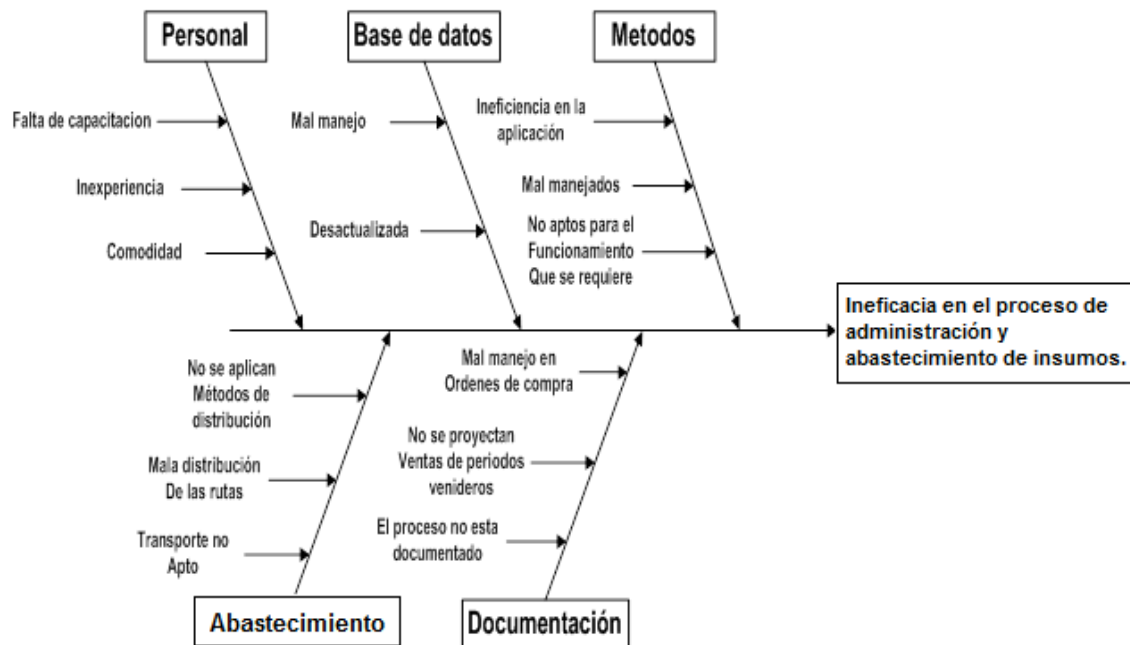 Personal
Base de datos
Metodos
Falta de capacitacion
Inexperiencia
Comodidad
Mal manejo
Desactualizada
Ineficiencia en la
aplicación
Mal manejados
No aptos para el
Funcionamiento
Que se requiere
Ineficacia en el proceso de
administración y
abastecimiento de insumos.
No se aplican
Métodos de
distribución
Mala distribución
De las rutas
Transporte no
Apto
Mal manejo en
Ordenes de compra
No se proyectan
Ventas de periodos
venideros
El proceso no esta
documentado
Abastecimiento
Documentación